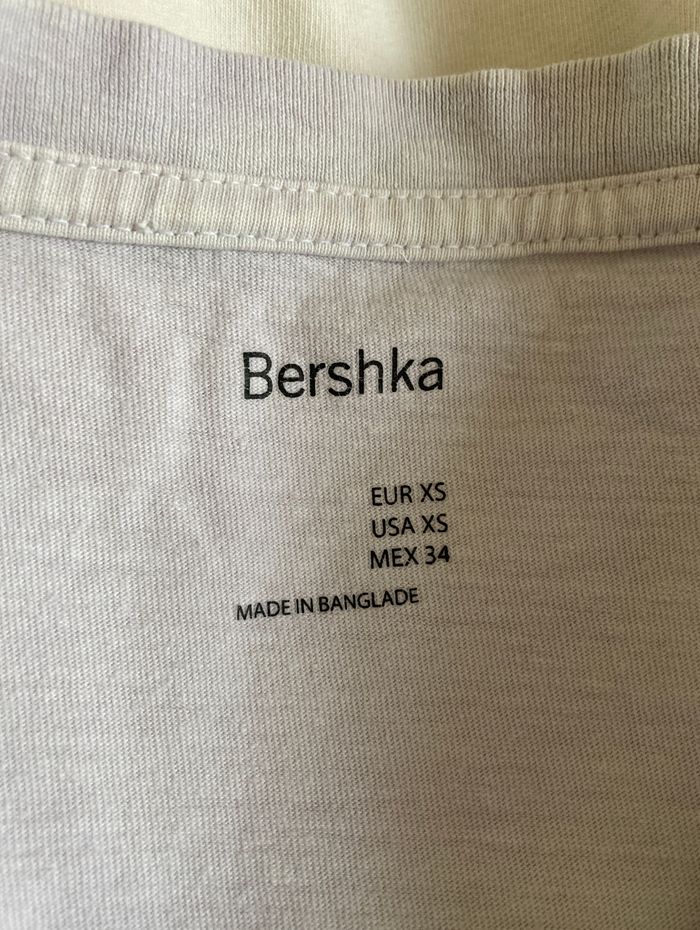 Bershka
EUR XS
USA XS
MEX 34
MADE IN BANGLADE